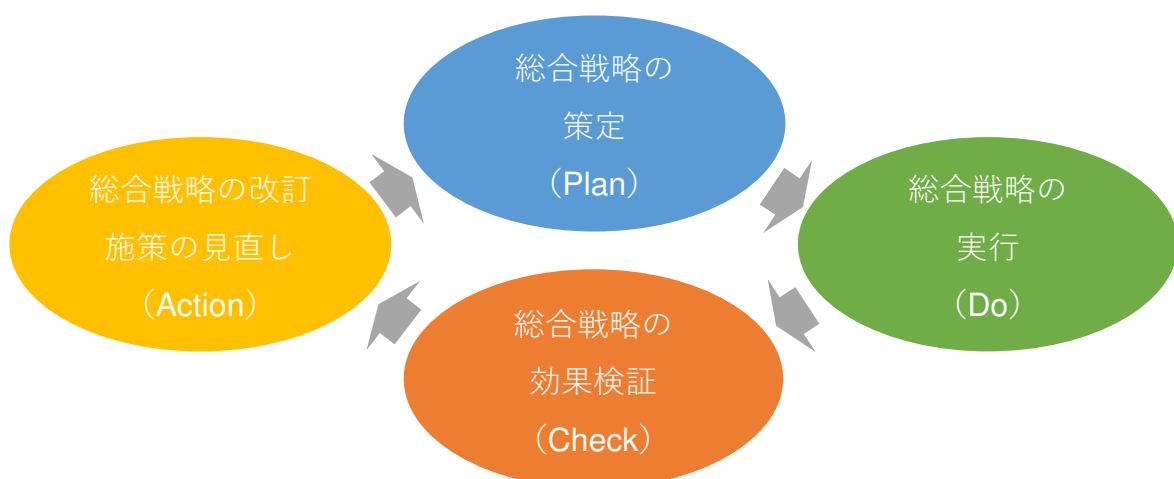 総合戦略の
策定
（Plan）
総合戦略の
実行
（Do）
総合戦略の
効果検証
（Check）
総合戦略の改訂
施策の見直し
（Action）